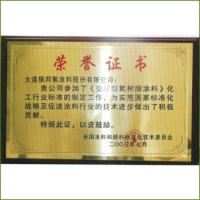 荣誉证书
大连振邦氟涂料股份有限公司:
贵公司参加了《交联型氟树脂涂料》化
工行业标准的制定工作,为实施国家标准化
战略及促进涂料行业的技术进步做出了积极
贡献。
特颁此证,以资鼓励。
全国涂料和颜料标准化技术委员会
二〇〇三年 月